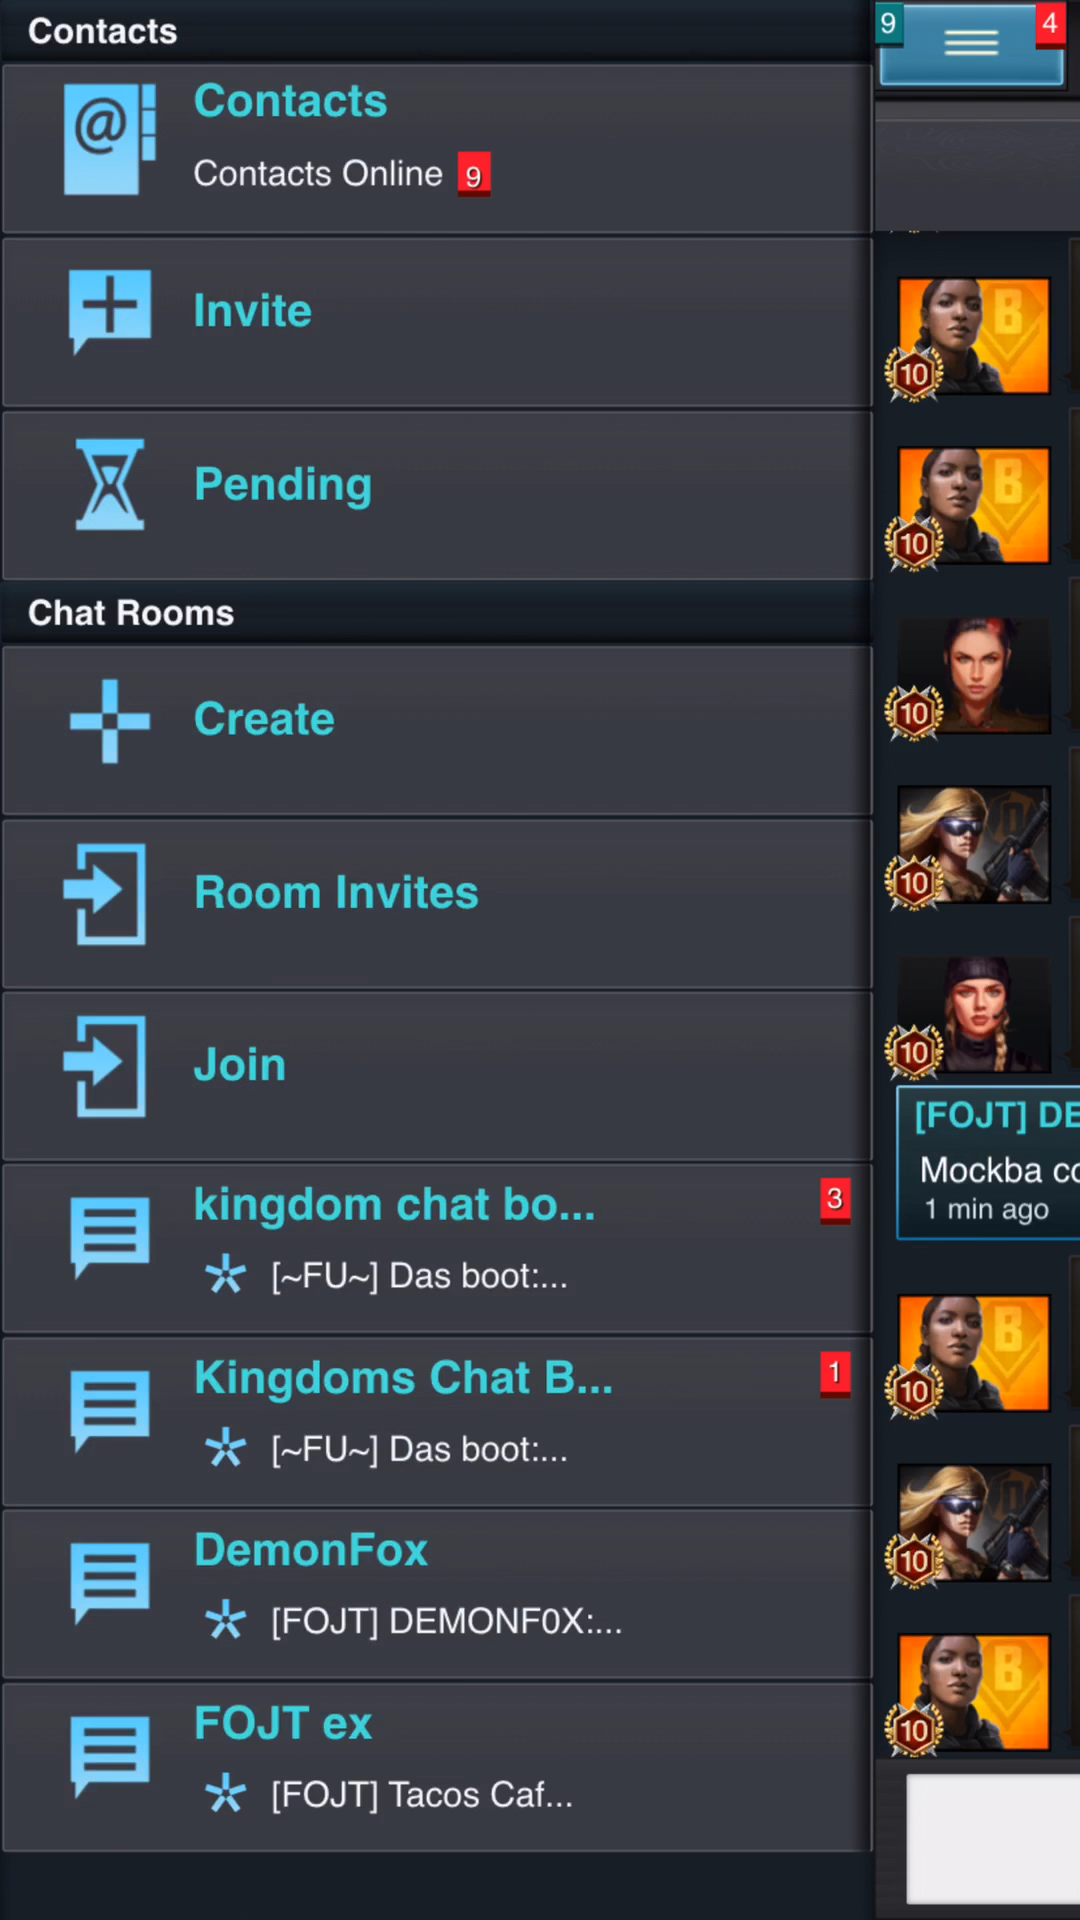 Contacts
9
4
Contacts
Contacts Online 9
Invite
Pending
Chat Rooms
Create
Room Invites
Join
kingdom chat bo...
3
[~FU~] Das boot:...
Kingdoms Chat B...
1
[~FU~] Das boot:...
DemonFox
[FOJT] DEMONF0X:...
FOJT ex
[FOJT] Tacos Caf...
B
10
B
10
10
10
10
[FOJT] DE
Mockba co
1 min ago
B
10
10
B
10